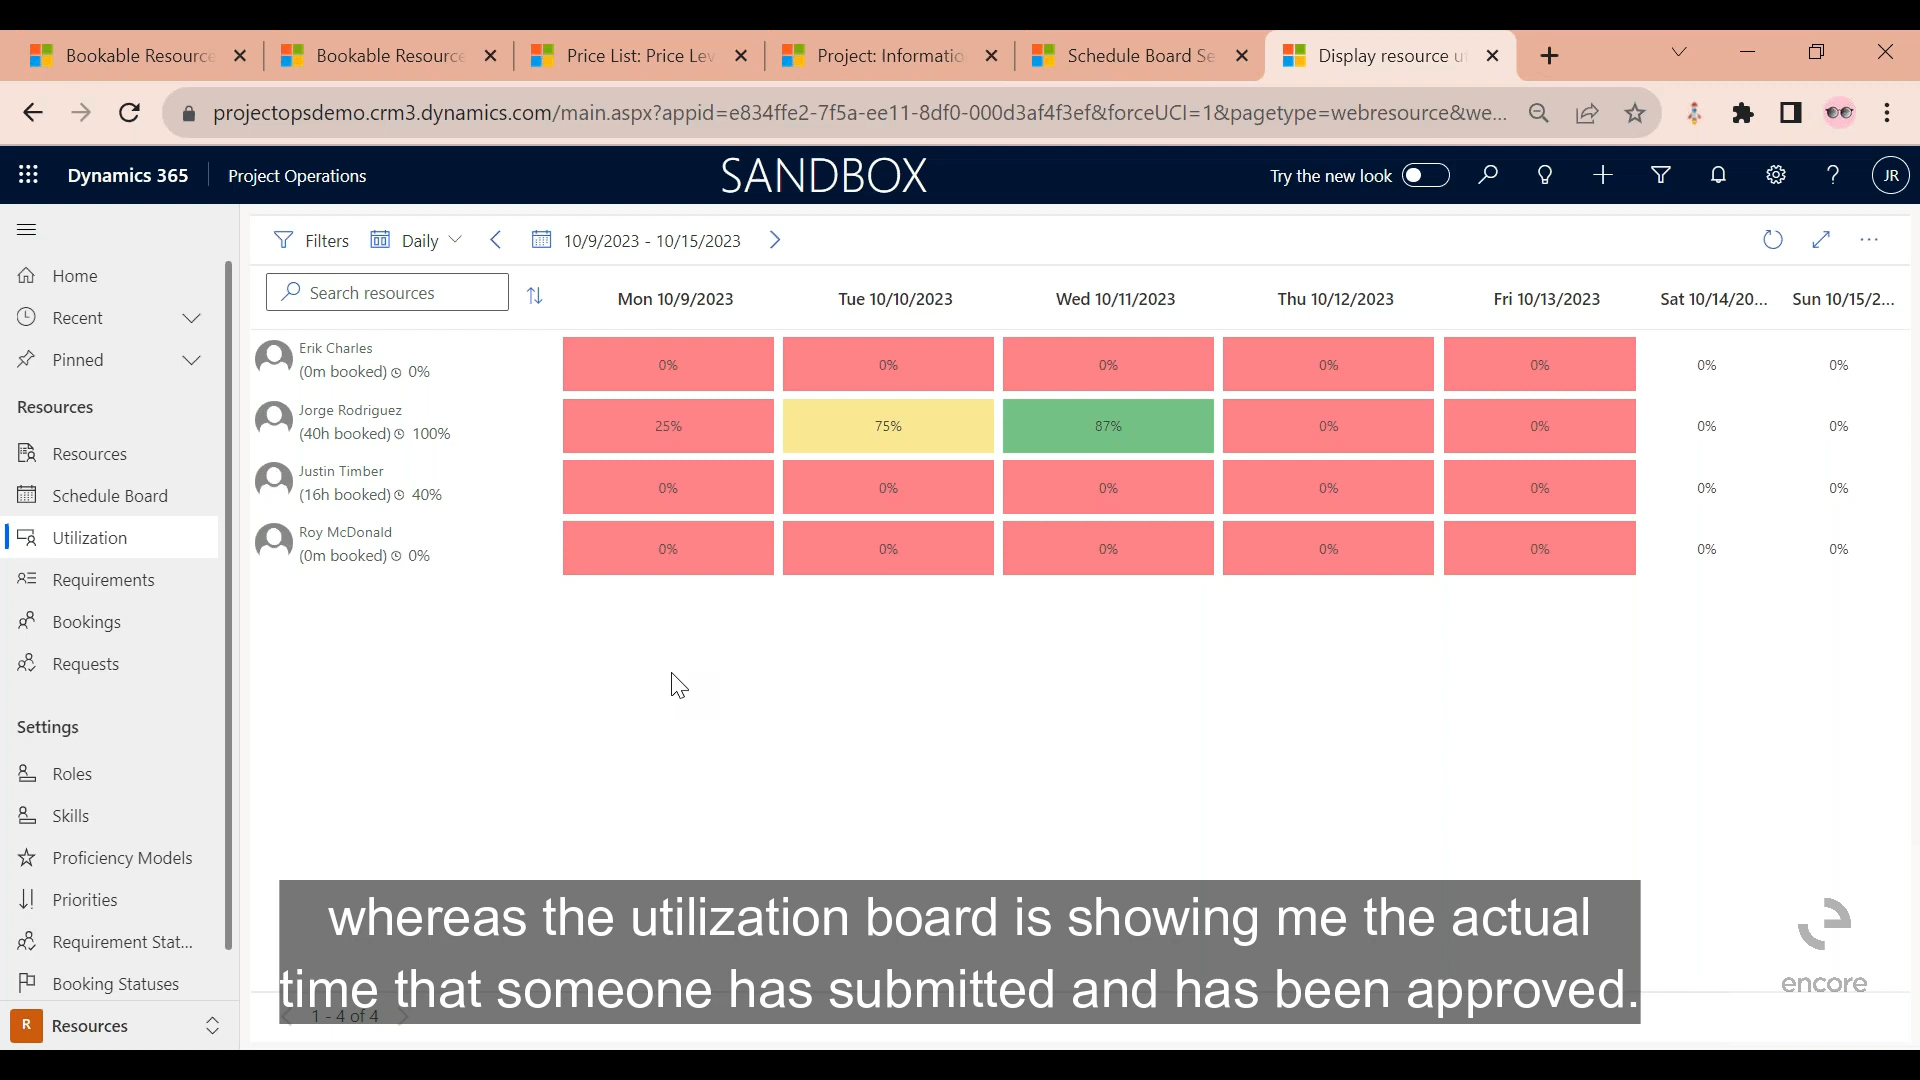 Bookable Resource
Bookable Resource
Price List: Price Lev
Project: Informatio
Schedule Board Se
Display resource ut
projectopsdemo.crm3.dynamics.com/main.aspx?appid=e834ffe2-7f5a-ee11-8df0-000d3af4f3ef&forceUCI=1&pagetype=webresource&we...
Dynamics 365
Project Operations
SANDBOX
Try the new look
JR
Home
Recent
Pinned
Resources
Resources
Schedule Board
Utilization
Requirements
Bookings
Requests
Settings
Roles
Skills
Proficiency Models
Priorities
Requirement Stat...
Booking Statuses
R Resources
Filters
Daily
10/9/2023 - 10/15/2023
Search resources
Mon 10/9/2023 Tue 10/10/2023 Wed 10/11/2023 Thu 10/12/2023 Fri 10/13/2023 Sat 10/14/20... Sun 10/15/2...
Erik Charles
(0m booked) 0%
0% 0% 0% 0% 0% 0% 0%
Jorge Rodriguez
(40h booked) 100%
25% 75% 87% 0% 0% 0% 0%
Justin Timber
(16h booked) 40%
0% 0% 0% 0% 0% 0% 0%
Roy McDonald
(0m booked) 0%
0% 0% 0% 0% 0% 0% 0%
whereas the utilization board is showing me the actual
time that someone has submitted and has been approved.
1 - 4 of 4
encore